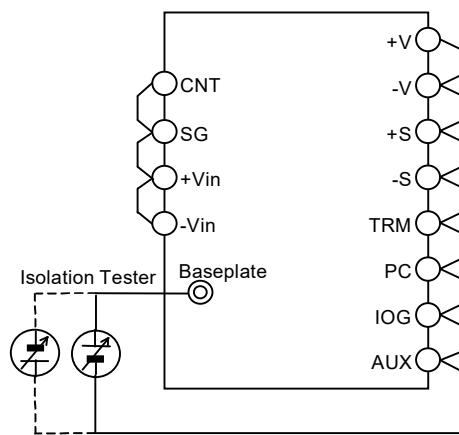 +V
CNT
-V
SG
+S
+Vin
-S
-Vin
TRM
Isolation Tester
Baseplate
PC
IOG
AUX